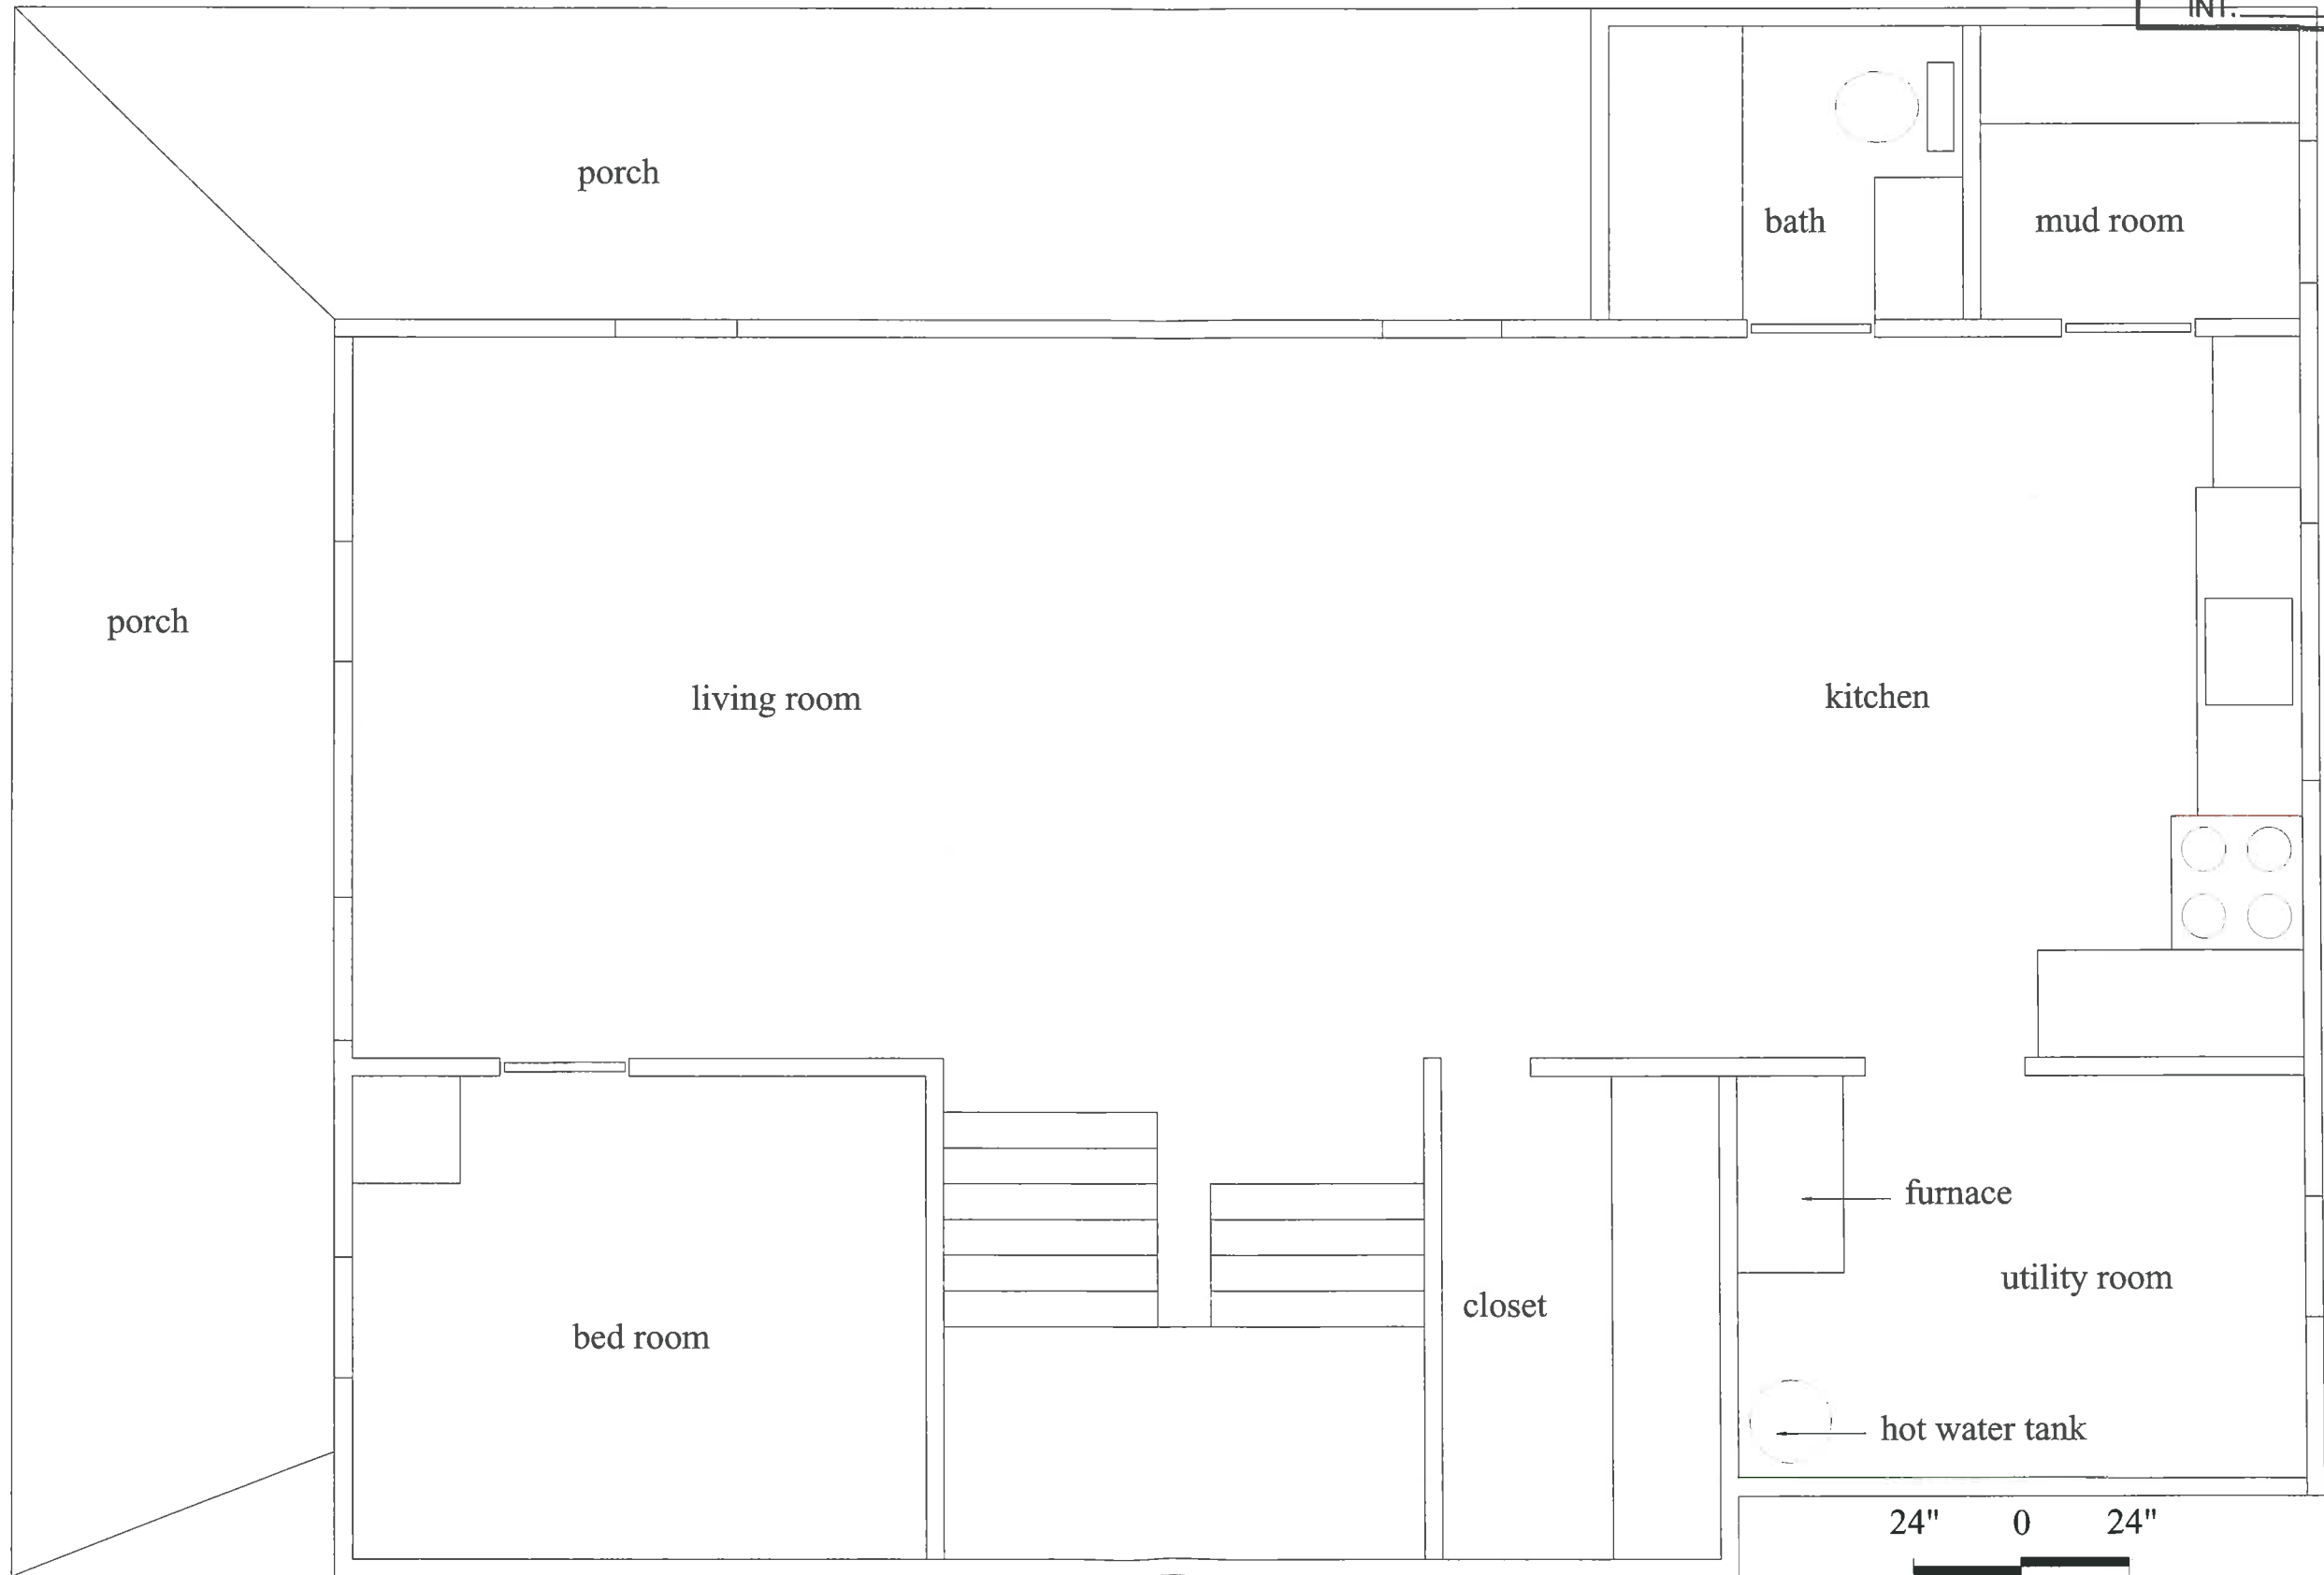 INT.
porch
bath
mud room
porch
living room
kitchen
furnace
utility room
closet
bed room
hot water tank
24" 0 24"